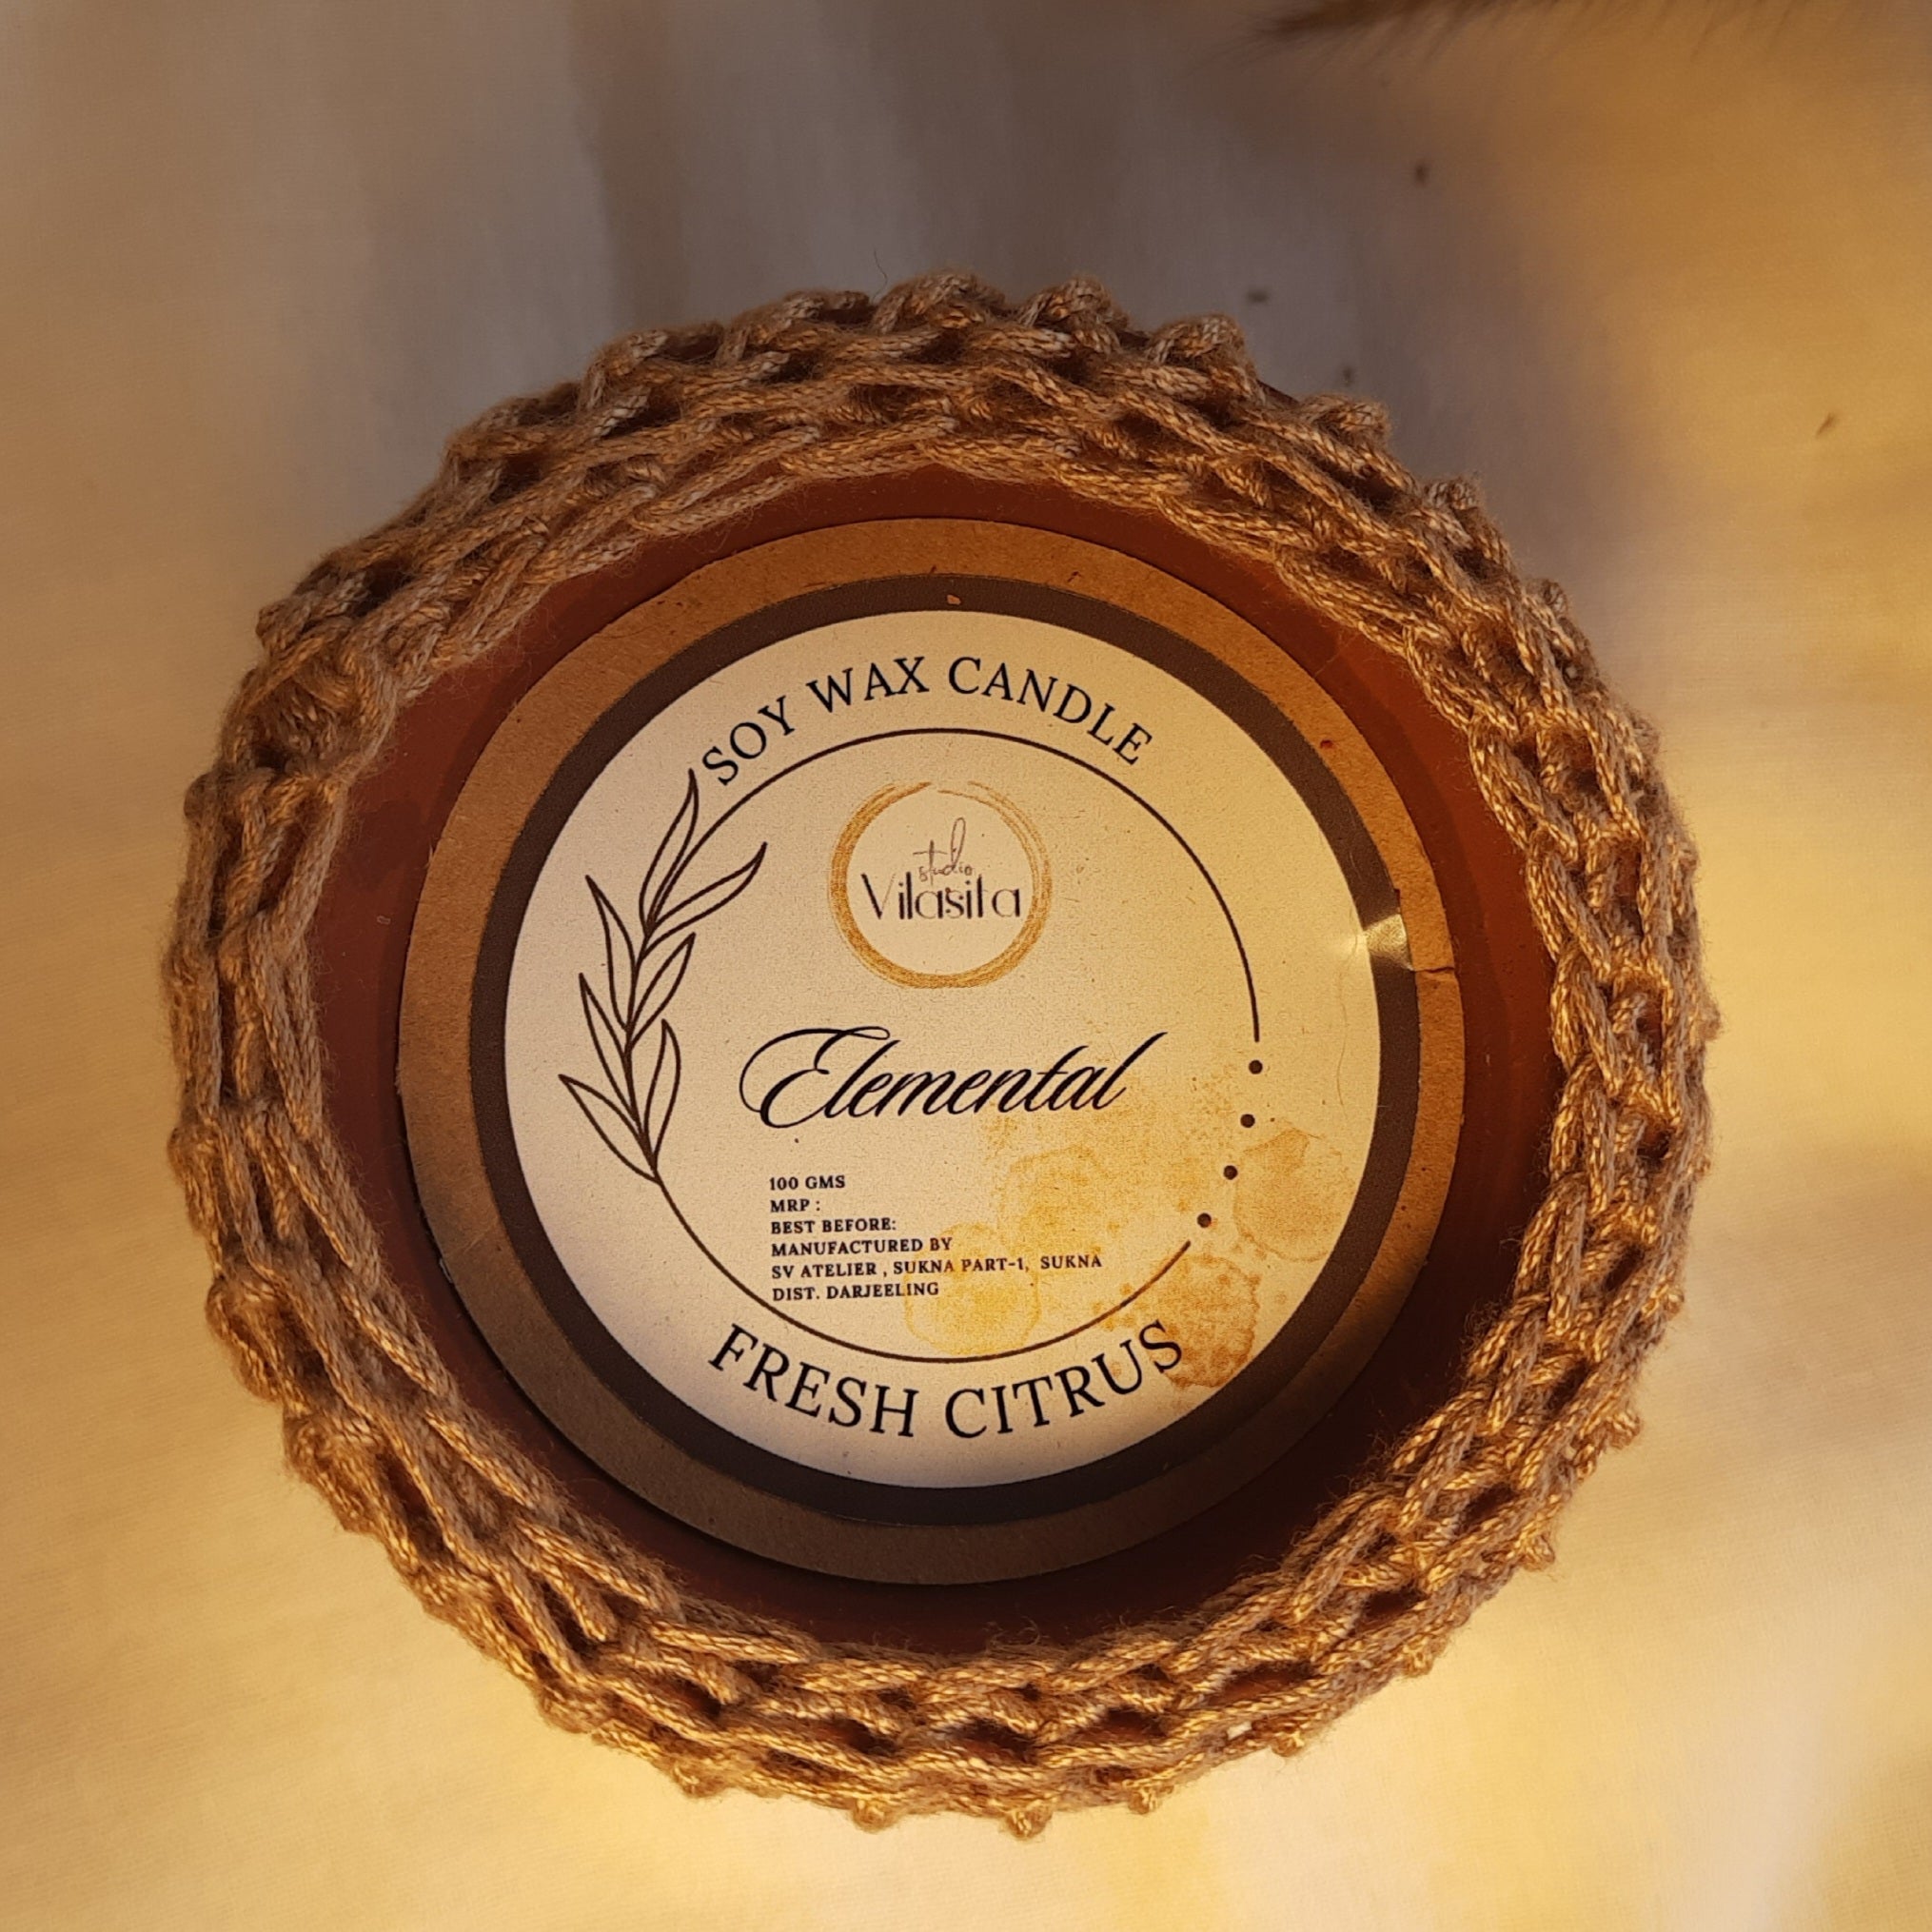 SOY WAX CANDLE
studio
Vilasita
Elemental
100 GMS
MRP :
BEST BEFORE:
MANUFACTURED BY
SV ATELIER , SUKNA PART-1, SUKNA
DIST. DARJEELING
FRESH CITRUS